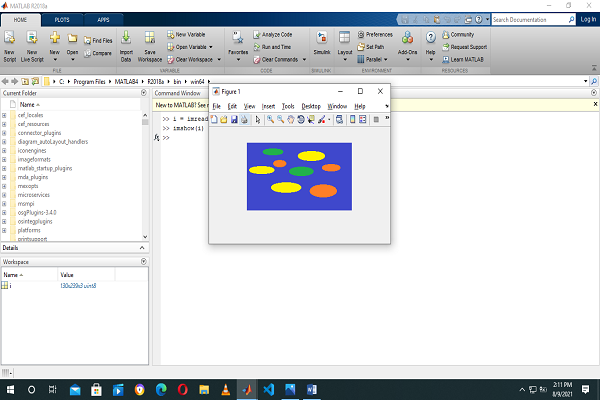 MATLAB R2018a
HOME PLOTS APPS Search Documentation Log In
New Script New Live Script New Open Find Files Compare Import Data Save Workspace New Variable Open Variable Clear Workspace Favorites Analyze Code Run and Time Clear Commands Simulink Layout Preferences Set Path Parallel Add-Ons Help Community Request Support Learn MATLAB
FILE VARIABLE CODE SIMULINK ENVIRONMENT RESOURCES
C: Program Files MATLAB4 R2018a bin win64
Current Folder
Name
cef_locales
cef_resources
connector_plugins
diagram_autoLayout_handlers
iconengines
imageformats
matlab_startup_plugins
mda_plugins
mexopts
microservices
msmpi
osgPlugins-3.4.0
osintegplugins
platforms
printsupport
Details
Workspace
Name Value
i 130x239x3 uint8
Command Window
New to MATLAB? See
>> i = imread
>> imshow(i)
fx >>
Figure 1
File Edit View Insert Tools Desktop Window Help
2:11 PM
8/9/2021